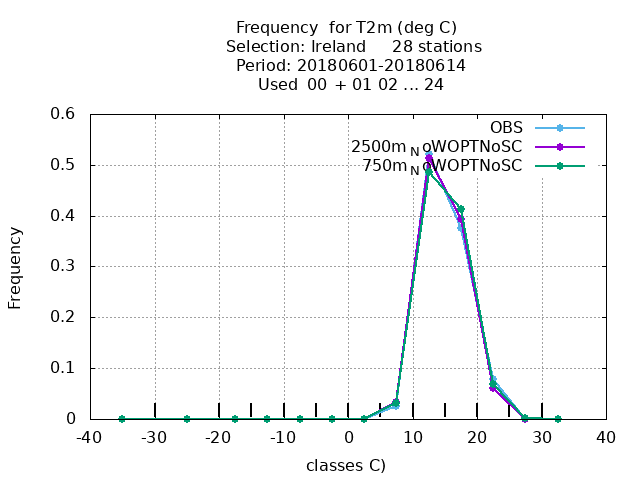 Frequency  for T2m (deg C)
Selection: Ireland     28 stations
Period: 20180601-20180614
Used  00 + 01 02 ... 24
OBS
2500m_NoWOPTNoSC
750m_NoWOPTNoSC
0.6
0.5
0.4
0.3
0.2
0.1
0
Frequency
-40 -30 -20 -10 0 10 20 30 40
classes C)